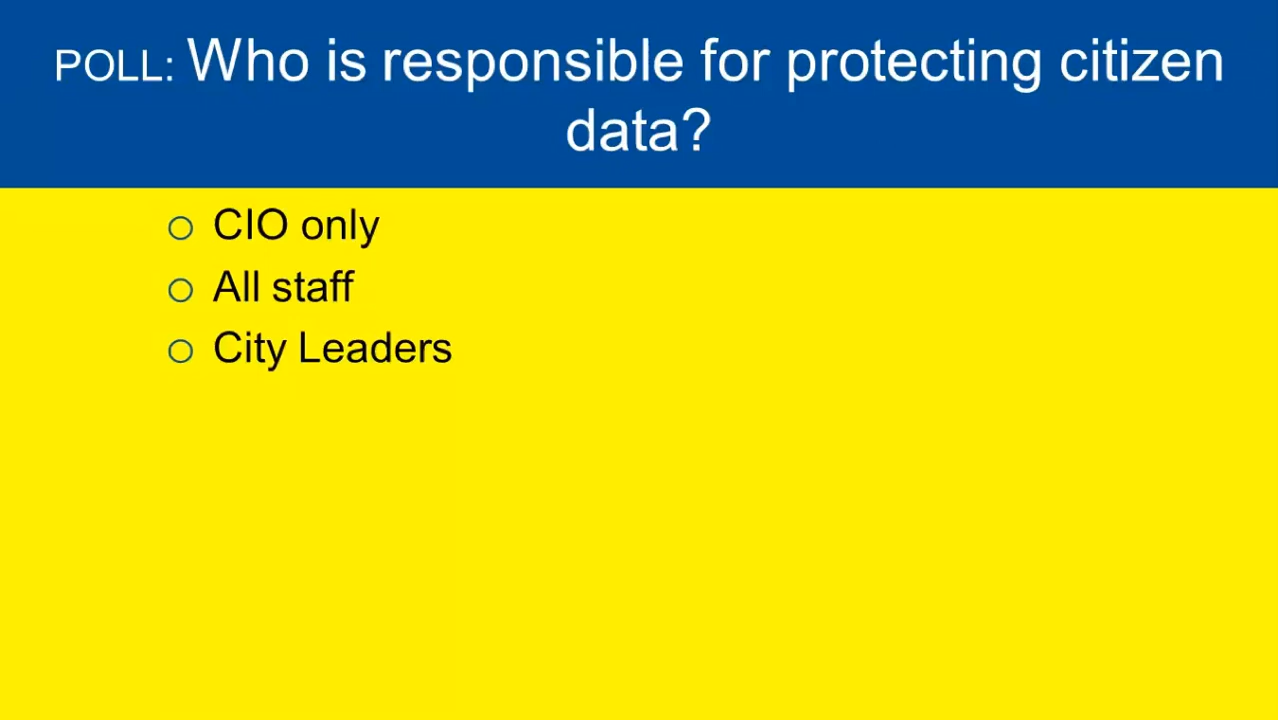 POLL: Who is responsible for protecting citizen
data?
CIO only
All staff
City Leaders